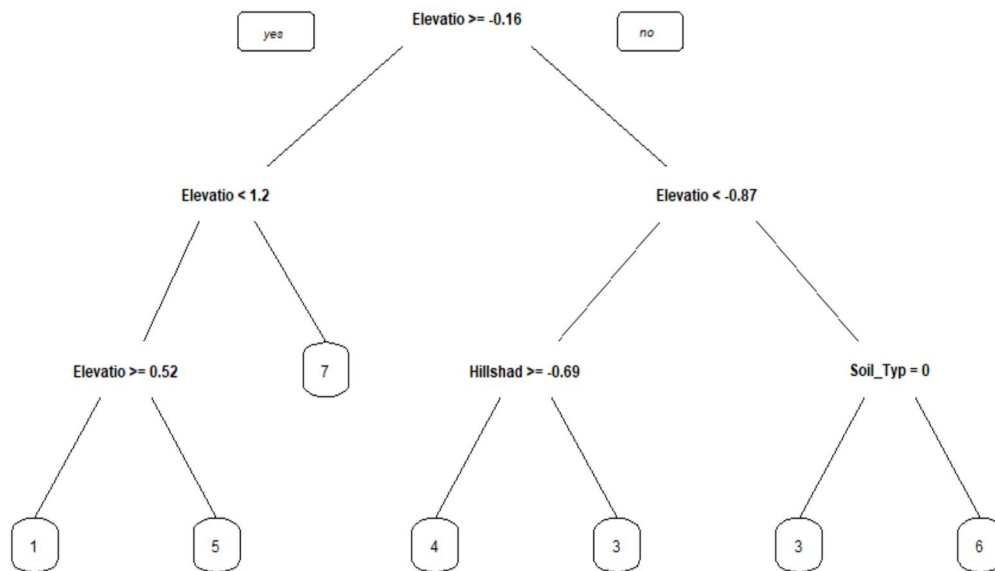 Elevatio >= -0.16
yes
no
Elevatio < 1.2
Elevatio < -0.87
Elevatio >= 0.52
7
Hillshad >= -0.69
Soil_Typ = 0
1
5
4
3
3
6